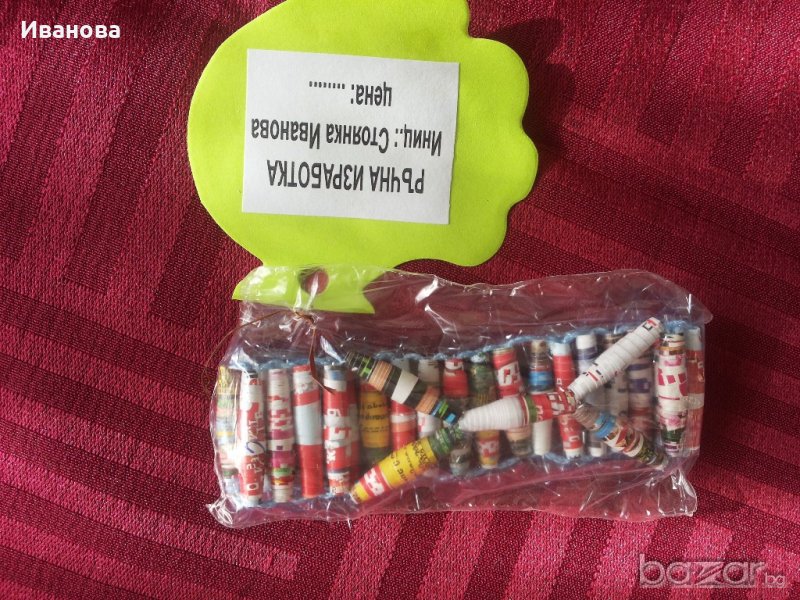 Иванова
РЪЧНА ИЗРАБОТКА
Иниц.: Стоянка Иванова
цена: .......
bazar.bg